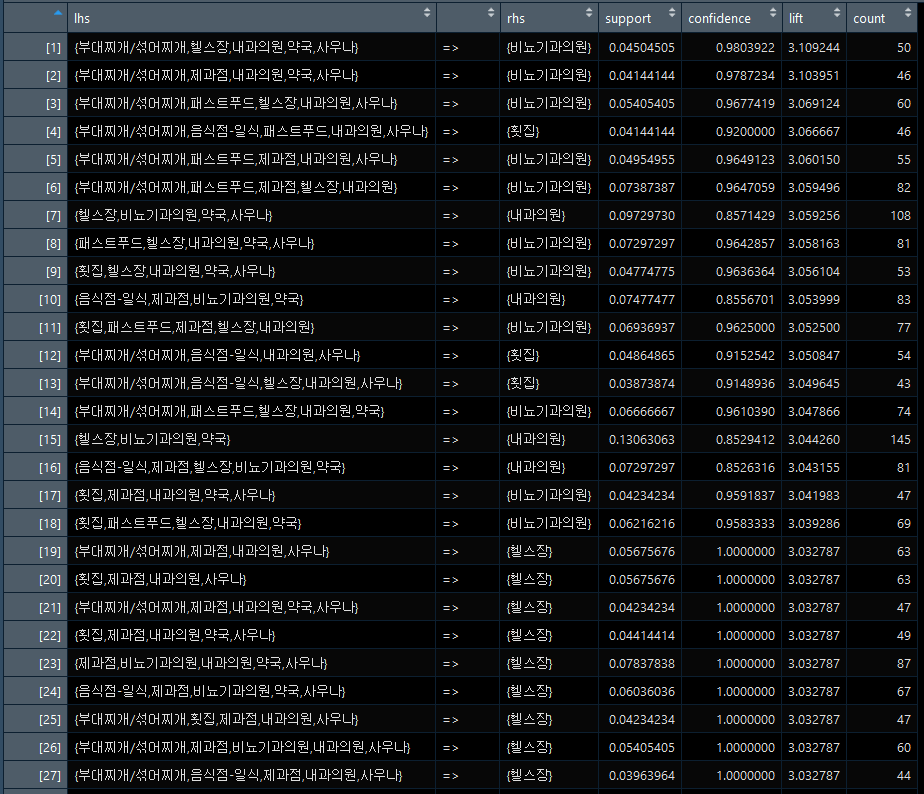 lhs rhs support confidence lift count
[1] {부대찌개/섞어찌개,헬스장,내과의원,약국,사우나} => {비뇨기과의원} 0.04504505 0.9803922 3.109244 50
[2] {부대찌개/섞어찌개,제과점,내과의원,약국,사우나} => {비뇨기과의원} 0.04144144 0.9787234 3.103951 46
[3] {부대찌개/섞어찌개,패스트푸드,헬스장,내과의원,사우나} => {비뇨기과의원} 0.05405405 0.9677419 3.069124 60
[4] {부대찌개/섞어찌개,음식점-일식,패스트푸드,내과의원,사우나} => {횟집} 0.04144144 0.9200000 3.066667 46
[5] {부대찌개/섞어찌개,패스트푸드,제과점,내과의원,사우나} => {비뇨기과의원} 0.04954955 0.9649123 3.060150 55
[6] {부대찌개/섞어찌개,패스트푸드,제과점,헬스장,내과의원} => {비뇨기과의원} 0.07387387 0.9647059 3.059496 82
[7] {헬스장,비뇨기과의원,약국,사우나} => {내과의원} 0.09729730 0.8571429 3.059256 108
[8] {패스트푸드,헬스장,내과의원,약국,사우나} => {비뇨기과의원} 0.07297297 0.9642857 3.058163 81
[9] {횟집,헬스장,내과의원,약국,사우나} => {비뇨기과의원} 0.04774775 0.9636364 3.056104 53
[10] {음식점-일식,제과점,비뇨기과의원,약국} => {내과의원} 0.07477477 0.8556701 3.053999 83
[11] {횟집,패스트푸드,제과점,헬스장,내과의원} => {비뇨기과의원} 0.06936937 0.9625000 3.052500 77
[12] {부대찌개/섞어찌개,음식점-일식,내과의원,사우나} => {횟집} 0.04864865 0.9152542 3.050847 54
[13] {부대찌개/섞어찌개,음식점-일식,헬스장,내과의원,사우나} => {횟집} 0.03873874 0.9148936 3.049645 43
[14] {부대찌개/섞어찌개,패스트푸드,헬스장,내과의원,약국} => {비뇨기과의원} 0.06666667 0.9610390 3.047866 74
[15] {헬스장,비뇨기과의원,약국} => {내과의원} 0.13063063 0.8529412 3.044260 145
[16] {음식점-일식,제과점,헬스장,비뇨기과의원,약국} => {내과의원} 0.07297297 0.8526316 3.043155 81
[17] {횟집,제과점,내과의원,약국,사우나} => {비뇨기과의원} 0.04234234 0.9591837 3.041983 47
[18] {횟집,패스트푸드,헬스장,내과의원,약국} => {비뇨기과의원} 0.06216216 0.9583333 3.039286 69
[19] {부대찌개/섞어찌개,제과점,내과의원,사우나} => {헬스장} 0.05675676 1.0000000 3.032787 63
[20] {횟집,제과점,내과의원,사우나} => {헬스장} 0.05675676 1.0000000 3.032787 63
[21] {부대찌개/섞어찌개,제과점,내과의원,약국,사우나} => {헬스장} 0.04234234 1.0000000 3.032787 47
[22] {횟집,제과점,내과의원,약국,사우나} => {헬스장} 0.04414414 1.0000000 3.032787 49
[23] {제과점,비뇨기과의원,내과의원,약국,사우나} => {헬스장} 0.07837838 1.0000000 3.032787 87
[24] {음식점-일식,제과점,비뇨기과의원,약국,사우나} => {헬스장} 0.06036036 1.0000000 3.032787 67
[25] {부대찌개/섞어찌개,횟집,제과점,내과의원,사우나} => {헬스장} 0.04234234 1.0000000 3.032787 47
[26] {부대찌개/섞어찌개,제과점,비뇨기과의원,내과의원,사우나} => {헬스장} 0.05405405 1.0000000 3.032787 60
[27] {부대찌개/섞어찌개,음식점-일식,제과점,내과의원,사우나} => {헬스장} 0.03963964 1.0000000 3.032787 44